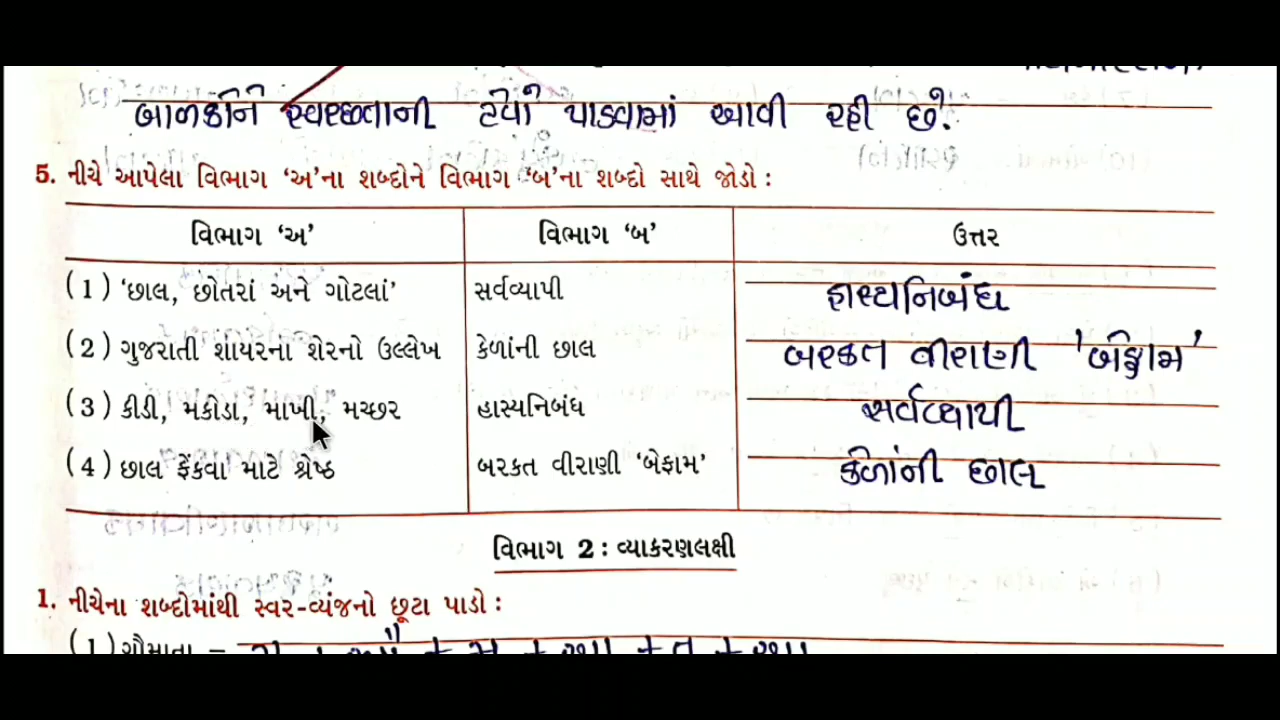 બાળકોને સ્વચ્છતાની ટેવો પાડવામાં આવી રહી છે.
5. નીચે આપેલા વિભાગ ‘અ’ના શબ્દોને વિભાગ ‘બ’ના શબ્દો સાથે જોડો :
વિભાગ ‘અ’ વિભાગ ‘બ’ ઉત્તર
(1) ‘છાલ, છોતરાં અને ગોટલાં’ સર્વવ્યાપી હાસ્યનિબંધ
(2) ગુજરાતી શાયરના શેરનો ઉલ્લેખ કેળાંની છાલ બરકત વીરાણી ‘બેફામ’
(3) કીડી, મકોડા, માખી, મચ્છર હાસ્યનિબંધ સર્વવ્યાપી
(4) છાલ ફેંકવા માટે શ્રેષ્ઠ બરકત વીરાણી ‘બેફામ’ કેળાંની છાલ
વિભાગ 2 : વ્યાકરણલક્ષી
1. નીચેના શબ્દોમાંથી સ્વર-વ્યંજનો છૂટા પાડો :
(1) ગૌમાતા – ગ્ + ઔ + મ્ + આ + ત્ + આ